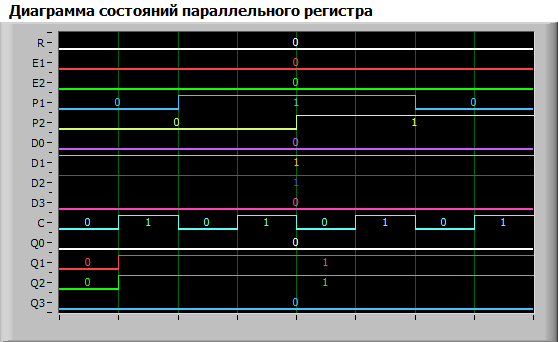 Диаграмма состояний параллельного регистра
R 0
E1 0
E2 0
P1 0 1 0
P2 0 1
D0 0
D1 1
D2 1
D3 0
C 0 1 0 1 0 1 0 1
Q0 0
Q1 0 1
Q2 0 1
Q3 0